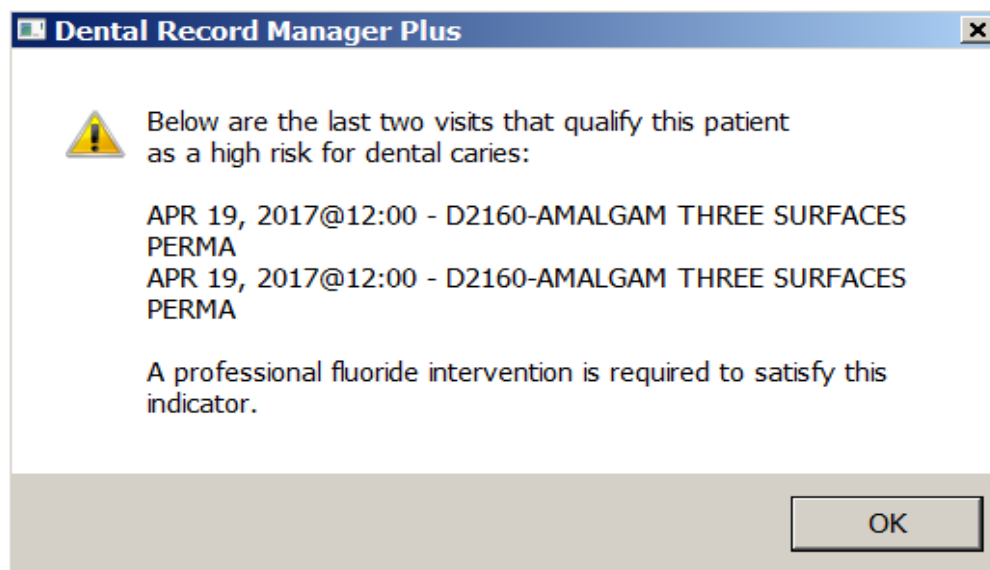 Dental Record Manager Plus
Below are the last two visits that qualify this patient
as a high risk for dental caries:
APR 19, 2017@12:00 - D2160-AMALGAM THREE SURFACES
PERMA
APR 19, 2017@12:00 - D2160-AMALGAM THREE SURFACES
PERMA
A professional fluoride intervention is required to satisfy this
indicator.
OK